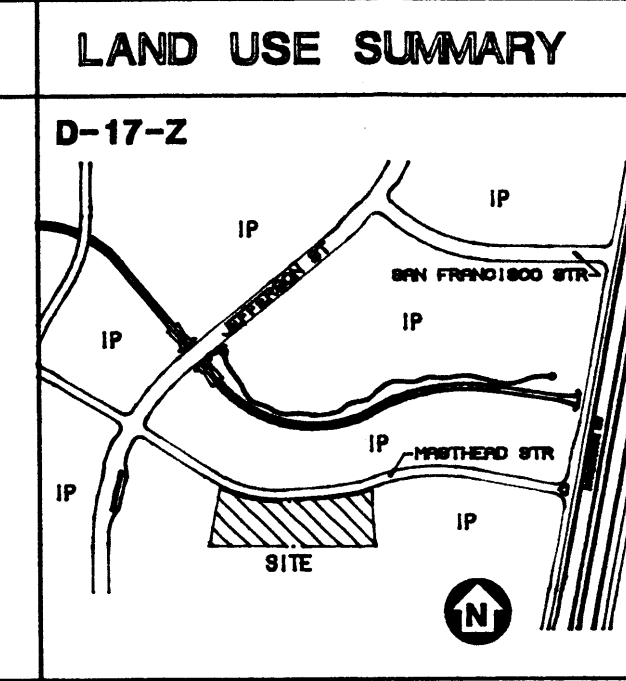 LAND USE SUMMARY
D-17-Z
IP
IP
JEFFERSON ST
SAN FRANCISCO STR
IP
IP
IP
MASTHEAD STR
IP
IP
SITE
N